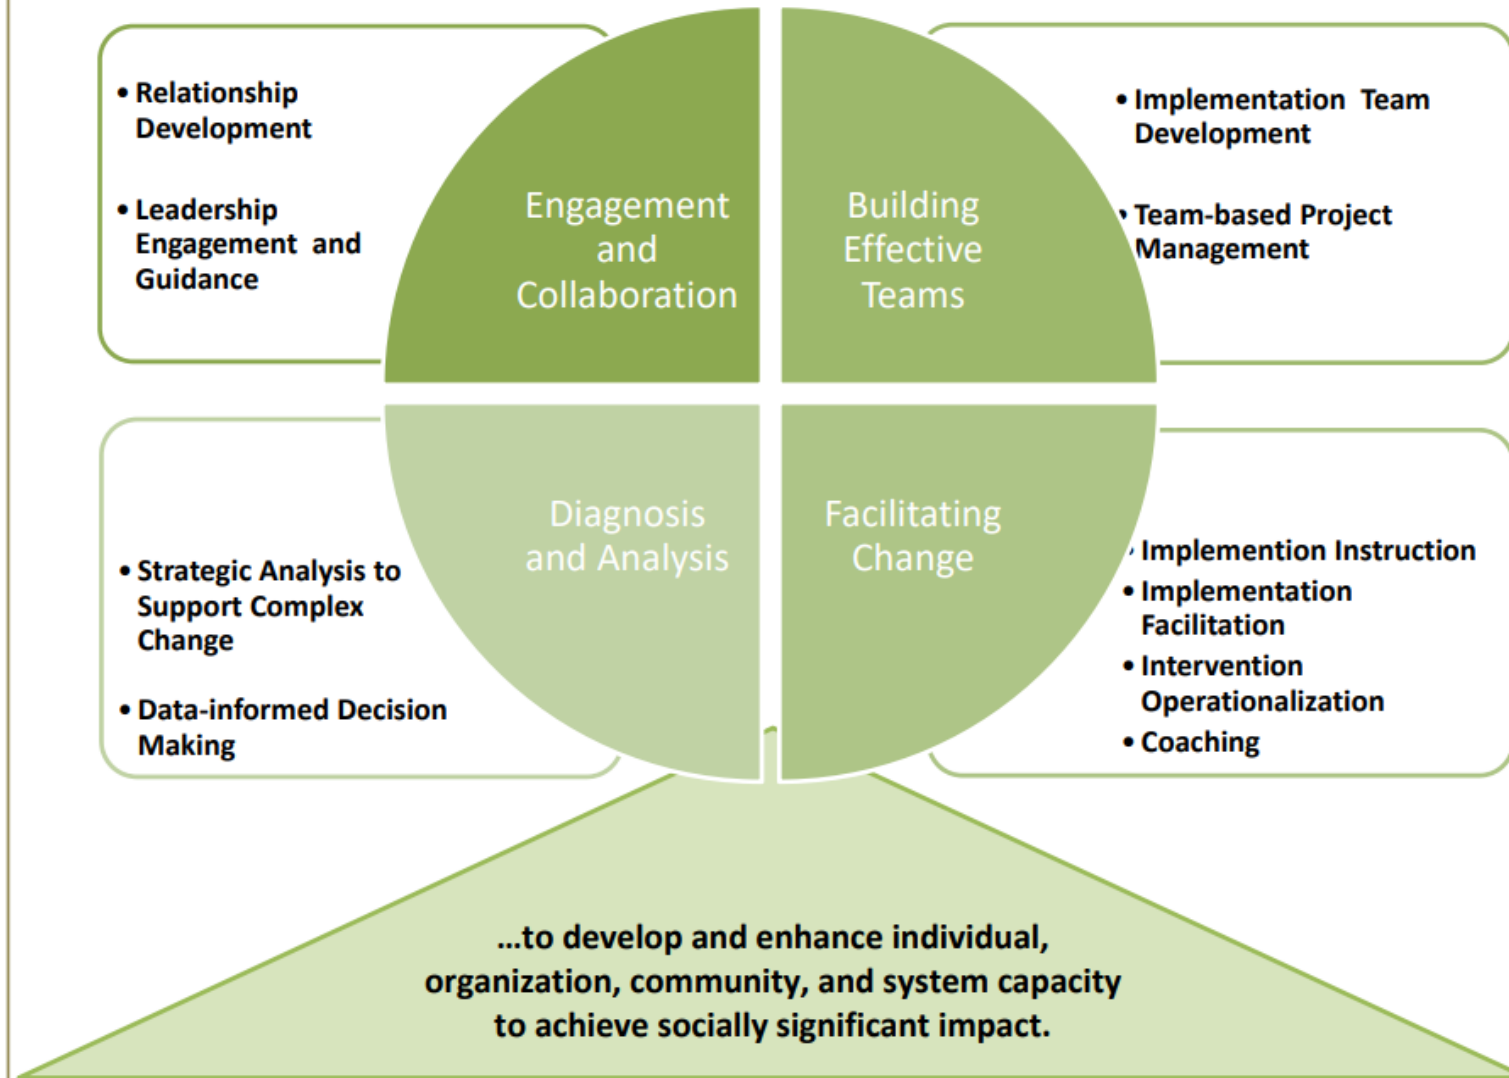 • Relationship
Development
• Leadership
Engagement and
Guidance
Engagement
and
Collaboration
Building
Effective
Teams
• Implementation Team
Development
• Team-based Project
Management
• Strategic Analysis to
Support Complex
Change
• Data-informed Decision
Making
Diagnosis
and Analysis
Facilitating
Change
• Implemention Instruction
• Implementation
Facilitation
• Intervention
Operationalization
• Coaching
...to develop and enhance individual,
organization, community, and system capacity
to achieve socially significant impact.